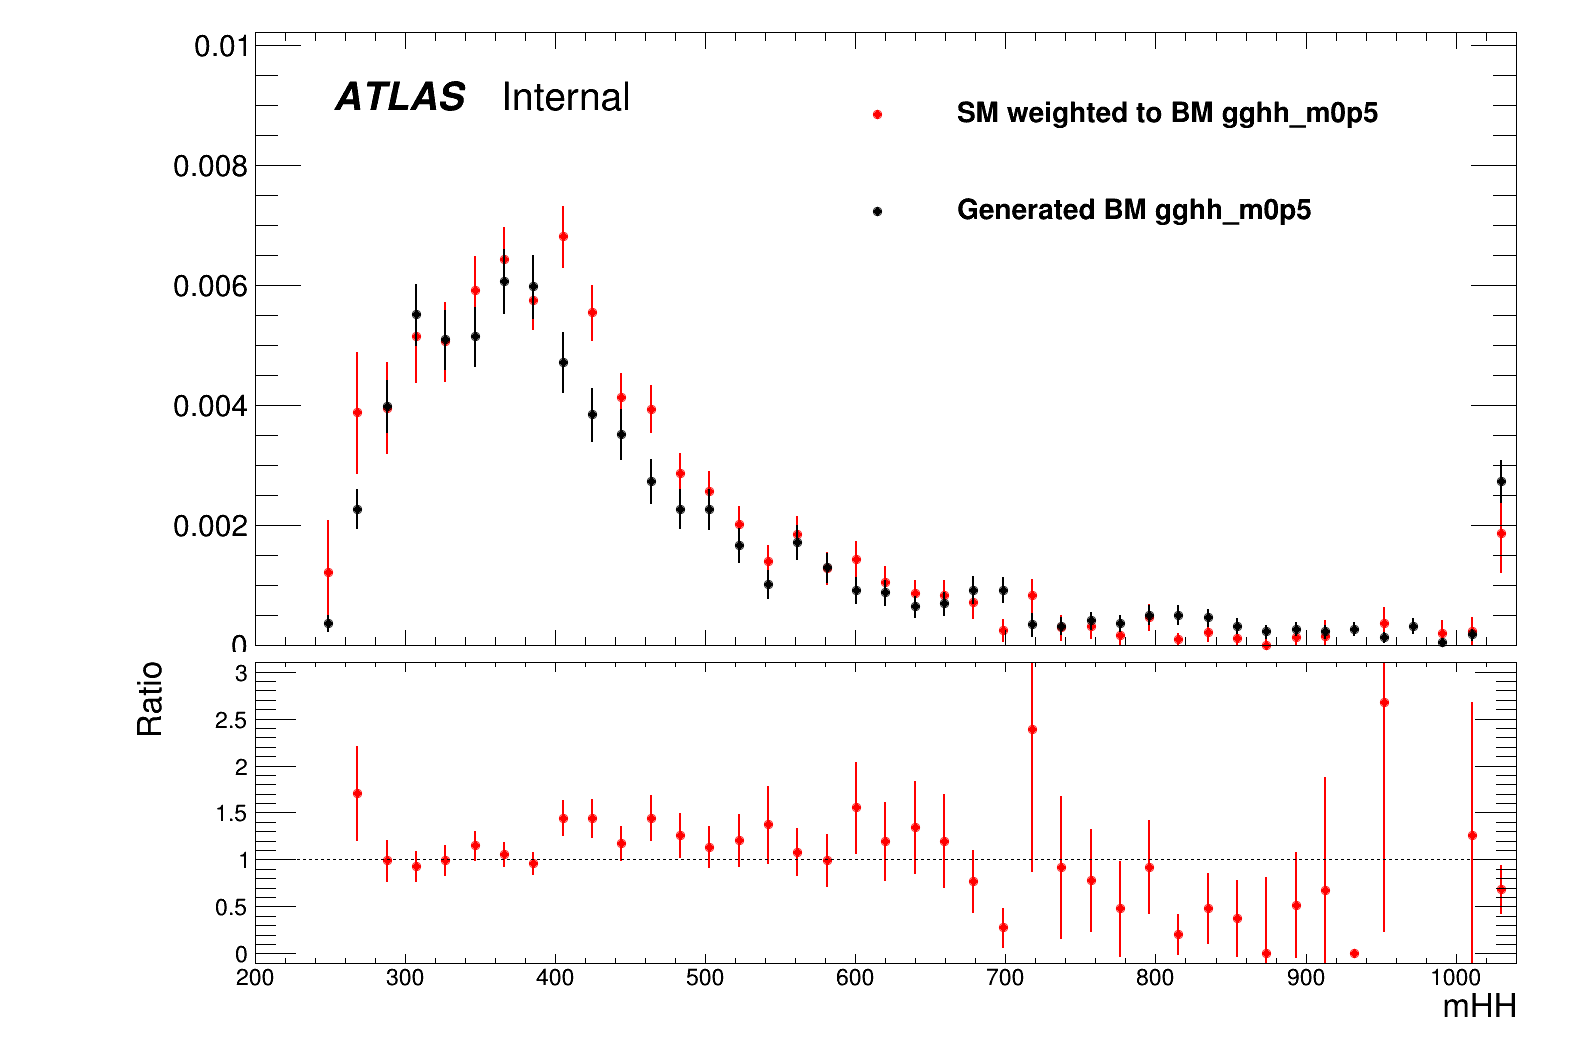 0.01
ATLAS Internal
SM weighted to BM gghh_m0p5
0.008
Generated BM gghh_m0p5
0.006
0.004
0.002
0
Ratio
3
2.5
2
1.5
1
0.5
0
200 300 400 500 600 700 800 900 1000
mHH